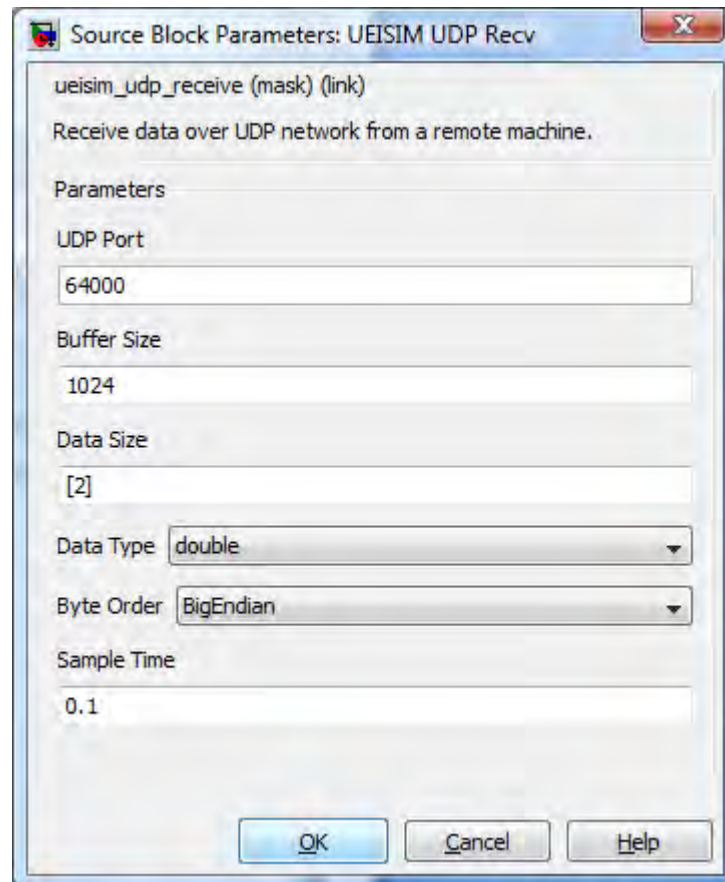 Source Block Parameters: UEISIM UDP Recv
ueisim_udp_receive (mask) (link)
Receive data over UDP network from a remote machine.
Parameters
UDP Port
64000
Buffer Size
1024
Data Size
[2]
Data Type double
Byte Order BigEndian
Sample Time
0.1
OK Cancel Help